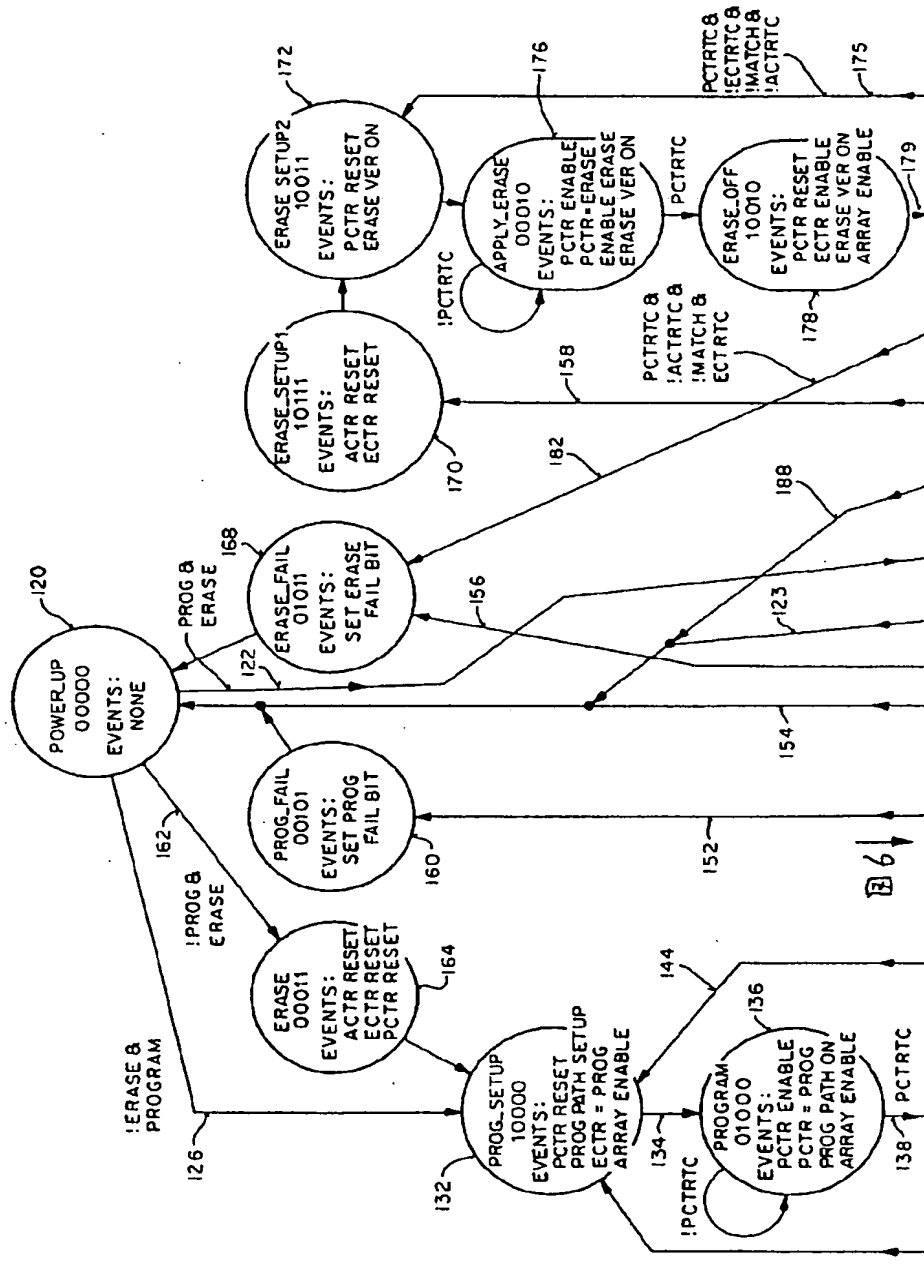 120
POWER_UP
00000
EVENTS:
NONE
!ERASE &
PROGRAM
126
162
!PROG &
ERASE
PROG &
ERASE
122
ERASE
00011
EVENTS:
ACTR RESET
ECTR RESET
PCTR RESET
164
PROG_FAIL
00101
EVENTS:
SET PROG
FAIL BIT
160
168
ERASE_FAIL
01011
EVENTS:
SET ERASE
FAIL BIT
ERASE_SETUP1
10111
EVENTS:
ACTR RESET
ECTR RESET
170
172
ERASE SETUP2
10011
EVENTS:
PCTR RESET
ERASE VER ON
132
PROG_SETUP
10000
EVENTS:
PCTR RESET
PROG PATH SETUP
ECTR = PROG
ARRAY ENABLE
134
144
!PCTRTC
136
PROGRAM
01000
EVENTS:
PCTR ENABLE
PCTR = PROG
PROG PATH ON
ARRAY ENABLE
138
PCTRTC
152
154
156
123
188
182
158
PCTRTC &
!ACTRTC &
!MATCH &
ECTRTC
!PCTRTC
176
APPLY_ERASE
00010
EVENTS:
PCTR ENABLE
PCTR=ERASE
ENABLE ERASE
ERASE VER ON
PCTRTC
178
ERASE_OFF
10010
EVENTS:
PCTR RESET
ECTR ENABLE
ERASE VER ON
ARRAY ENABLE
179
PCTRTC &
!ECTRTC &
!MATCH &
!ACTRTC
175
図6